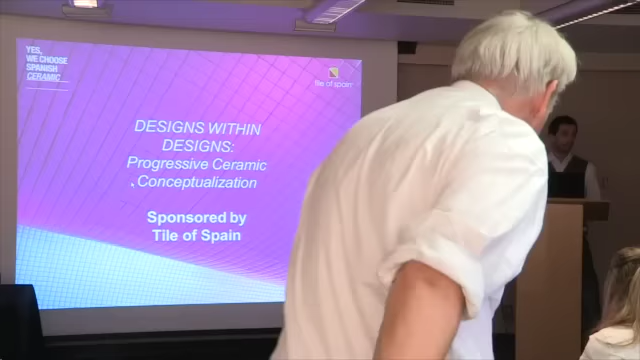 YES,
WE CHOOSE
SPANISH
CERAMIC
Tile of Spain
DESIGNS WITHIN
DESIGNS:
Progressive Ceramic
Conceptualization
Sponsored by
Tile of Spain